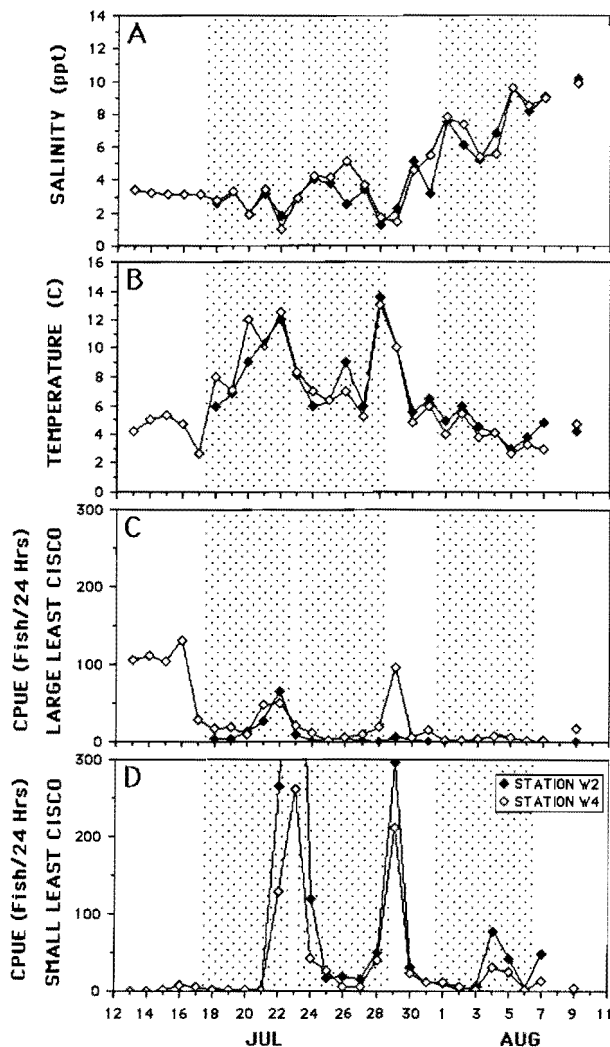 A
SALINITY (ppt)
14
12
10
8
6
4
2
0
B
TEMPERATURE (C)
16
14
12
10
8
6
4
2
0
C
CPUE (Fish/24 Hrs)
LARGE LEAST CISCO
300
200
100
0
D
CPUE (Fish/24 Hrs)
SMALL LEAST CISCO
300
200
100
0
STATION W2
STATION W4
12 14 16 18 20 22 24 26 28 30 1 3 5 7 9 11
JUL AUG